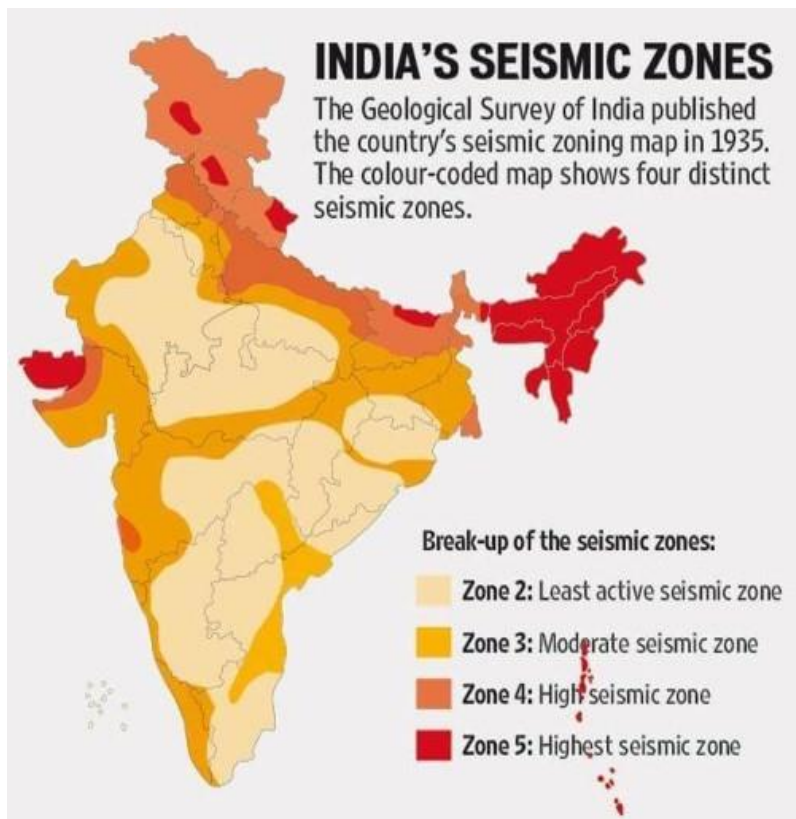 INDIA'S SEISMIC ZONES
The Geological Survey of India published
the country's seismic zoning map in 1935.
The colour-coded map shows four distinct
seismic zones.
Break-up of the seismic zones:
Zone 2: Least active seismic zone
Zone 3: Moderate seismic zone
Zone 4: High seismic zone
Zone 5: Highest seismic zone